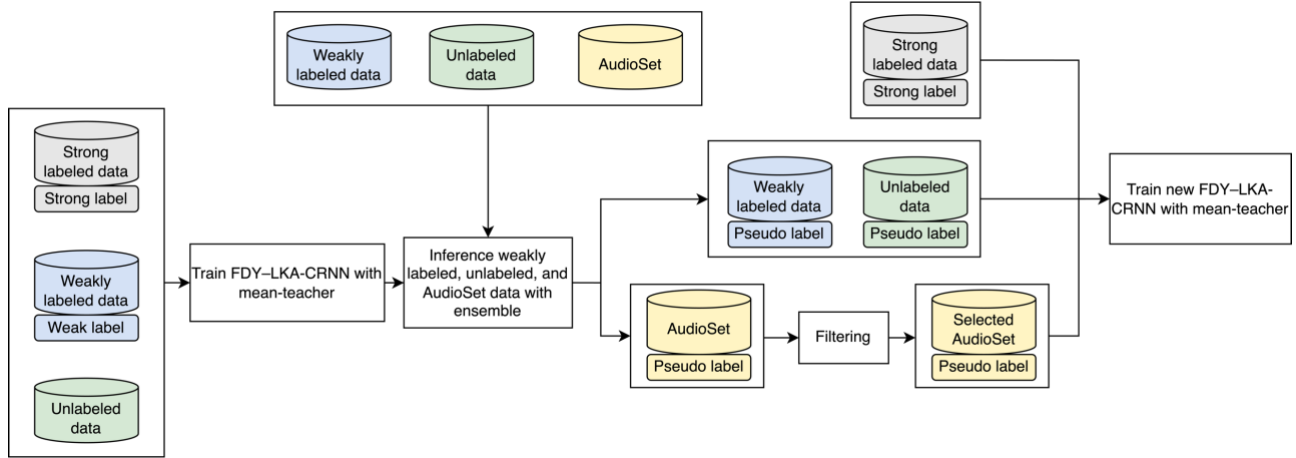 Weakly
labeled data
Unlabeled
data
AudioSet
Strong
labeled data
Strong label
Strong
labeled data
Strong label
Weakly
labeled data
Weak label
Unlabeled
data
Train FDY–LKA-CRNN with
mean-teacher
Inference weakly
labeled, unlabeled, and
AudioSet data with
ensemble
Weakly
labeled data
Pseudo label
Unlabeled
data
Pseudo label
AudioSet
Pseudo label
Filtering
Selected
AudioSet
Pseudo label
Train new FDY–LKA-
CRNN with mean-teacher